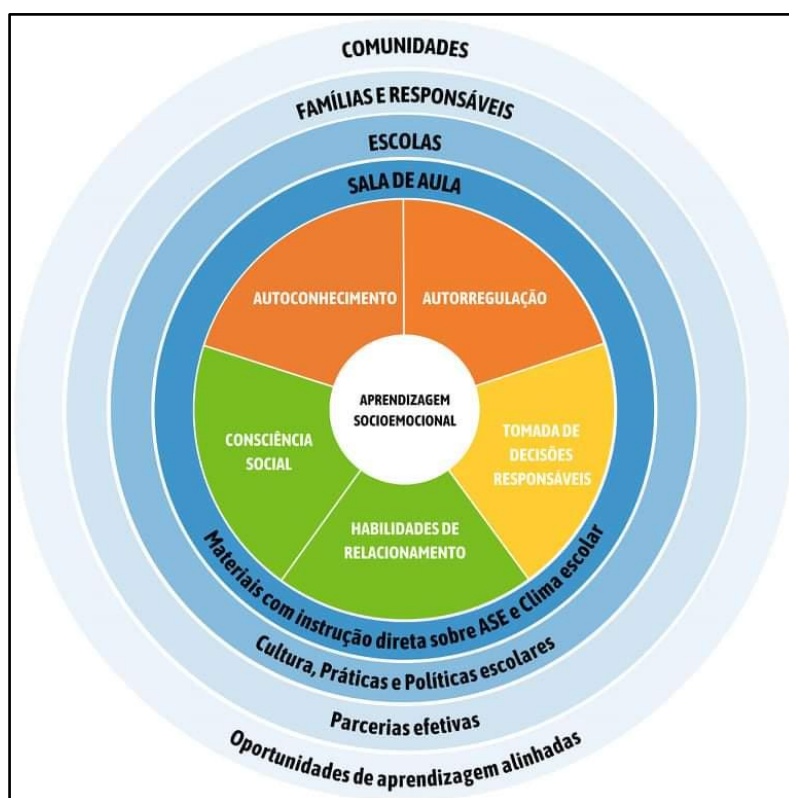 COMUNIDADES
FAMÍLIAS E RESPONSÁVEIS
ESCOLAS
SALA DE AULA
AUTOCONHECIMENTO
AUTORREGULAÇÃO
APRENDIZAGEM
SOCIOEMOCIONAL
CONSCIÊNCIA
SOCIAL
TOMADA DE
DECISÕES
RESPONSÁVEIS
HABILIDADES DE
RELACIONAMENTO
Materiais com instrução direta sobre ASE e Clima escolar
Cultura, Práticas e Políticas escolares
Parcerias efetivas
Oportunidades de aprendizagem alinhadas